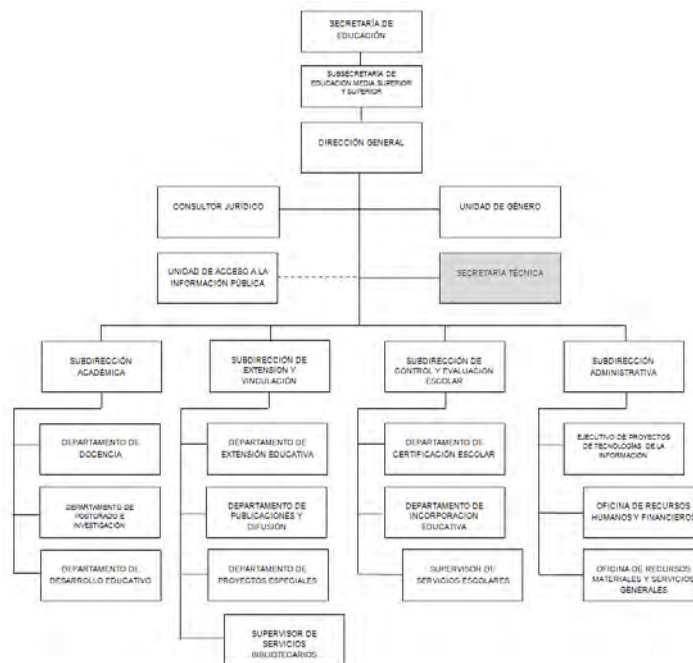 SECRETARÍA DE
EDUCACIÓN
SUBSECRETARÍA DE
EDUCACIÓN MEDIA SUPERIOR
Y SUPERIOR
DIRECCIÓN GENERAL
CONSULTOR JURÍDICO
UNIDAD DE GÉNERO
UNIDAD DE ACCESO A LA
INFORMACIÓN PÚBLICA
SECRETARÍA TÉCNICA
SUBDIRECCIÓN
ACADÉMICA
SUBDIRECCIÓN DE
EXTENSIÓN Y
VINCULACIÓN
SUBDIRECCIÓN DE
CONTROL Y EVALUACIÓN
ESCOLAR
SUBDIRECCIÓN
ADMINISTRATIVA
DEPARTAMENTO DE
DOCENCIA
DEPARTAMENTO DE
EXTENSIÓN EDUCATIVA
DEPARTAMENTO DE
CERTIFICACIÓN ESCOLAR
EJECUTIVO DE PROYECTOS
DE TECNOLOGÍAS DE LA
INFORMACIÓN
DEPARTAMENTO DE
POSTGRADO E
INVESTIGACIÓN
DEPARTAMENTO DE
PUBLICACIONES Y
DIFUSIÓN
DEPARTAMENTO DE
INCORPORACIÓN
EDUCATIVA
OFICINA DE RECURSOS
HUMANOS Y FINANCIEROS
DEPARTAMENTO DE
DESARROLLO EDUCATIVO
DEPARTAMENTO DE
PROYECTOS ESPECIALES
SUPERVISOR DE
SERVICIOS ESCOLARES
OFICINA DE RECURSOS
MATERIALES Y SERVICIOS
GENERALES
SUPERVISOR DE
SERVICIOS
BIBLIOTECARIOS